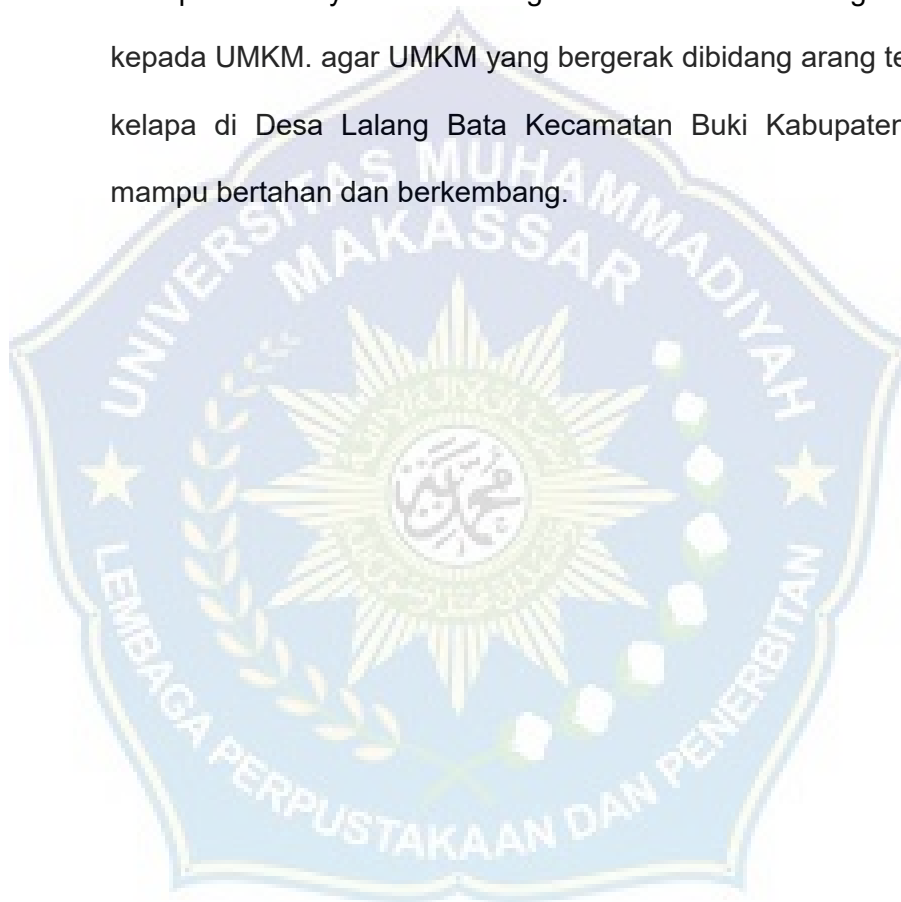 kepada UMKM. agar UMKM yang bergerak dibidang arang te
kelapa di Desa Lalang Bata Kecamatan Buki Kabupaten
mampu bertahan dan berkembang.
UNIVERSITAS MUHAMMADIYAH
MAKASSAR
LEMBAGA PERPUSTAKAAN DAN PENERBITAN